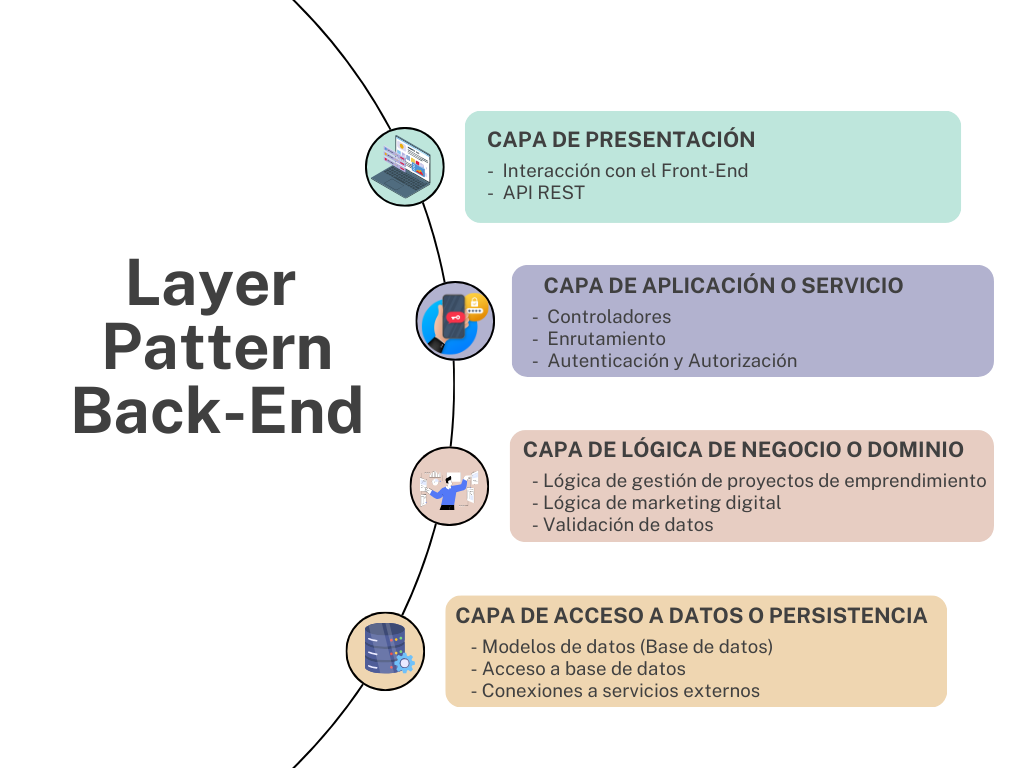 Layer
Pattern
Back-End
CAPA DE PRESENTACIÓN
- Interacción con el Front-End
- API REST
CAPA DE APLICACIÓN O SERVICIO
- Controladores
- Enrutamiento
- Autenticación y Autorización
CAPA DE LÓGICA DE NEGOCIO O DOMINIO
- Lógica de gestión de proyectos de emprendimiento
- Lógica de marketing digital
- Validación de datos
CAPA DE ACCESO A DATOS O PERSISTENCIA
- Modelos de datos (Base de datos)
- Acceso a base de datos
- Conexiones a servicios externos